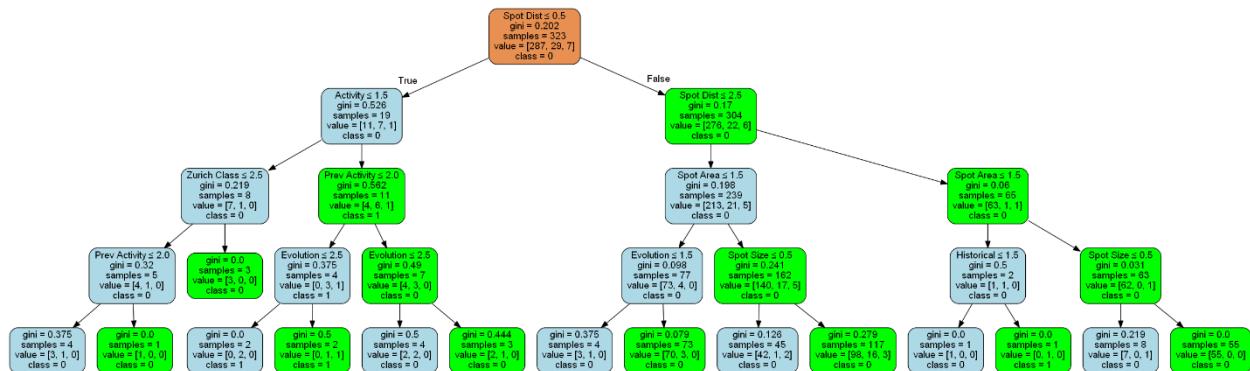 Spot Dist ≤ 0.5
gini = 0.202
samples = 323
value = [287, 29, 7]
class = 0
True
False
Activity ≤ 1.5
gini = 0.526
samples = 19
value = [11, 7, 1]
class = 0
Spot Dist ≤ 2.5
gini = 0.17
samples = 304
value = [276, 22, 6]
class = 0
Zurich Class ≤ 2.5
gini = 0.219
samples = 8
value = [7, 1, 0]
class = 0
Prev Activity ≤ 2.0
gini = 0.562
samples = 11
value = [4, 6, 1]
class = 1
Spot Area ≤ 1.5
gini = 0.198
samples = 239
value = [213, 21, 5]
class = 0
Spot Area ≤ 1.5
gini = 0.06
samples = 65
value = [63, 1, 1]
class = 0
Prev Activity ≤ 2.0
gini = 0.32
samples = 5
value = [4, 1, 0]
class = 0
gini = 0.0
samples = 3
value = [3, 0, 0]
class = 0
Evolution ≤ 2.5
gini = 0.375
samples = 4
value = [0, 3, 1]
class = 1
Evolution ≤ 2.5
gini = 0.49
samples = 7
value = [4, 3, 0]
class = 0
Evolution ≤ 1.5
gini = 0.098
samples = 77
value = [73, 4, 0]
class = 0
Spot Size ≤ 0.5
gini = 0.241
samples = 162
value = [140, 17, 5]
class = 0
Historical ≤ 1.5
gini = 0.5
samples = 2
value = [1, 1, 0]
class = 0
Spot Size ≤ 0.5
gini = 0.031
samples = 63
value = [62, 0, 1]
class = 0
gini = 0.375
samples = 4
value = [3, 1, 0]
class = 0
gini = 0.0
samples = 1
value = [1, 0, 0]
class = 0
gini = 0.0
samples = 2
value = [0, 2, 0]
class = 1
gini = 0.5
samples = 2
value = [0, 1, 1]
class = 1
gini = 0.5
samples = 4
value = [2, 2, 0]
class = 0
gini = 0.444
samples = 3
value = [2, 1, 0]
class = 0
gini = 0.375
samples = 4
value = [3, 1, 0]
class = 0
gini = 0.079
samples = 73
value = [70, 3, 0]
class = 0
gini = 0.126
samples = 45
value = [42, 1, 2]
class = 0
gini = 0.279
samples = 117
value = [98, 16, 3]
class = 0
gini = 0.0
samples = 1
value = [1, 0, 0]
class = 0
gini = 0.0
samples = 1
value = [0, 1, 0]
class = 1
gini = 0.219
samples = 8
value = [7, 0, 1]
class = 0
gini = 0.0
samples = 55
value = [55, 0, 0]
class = 0